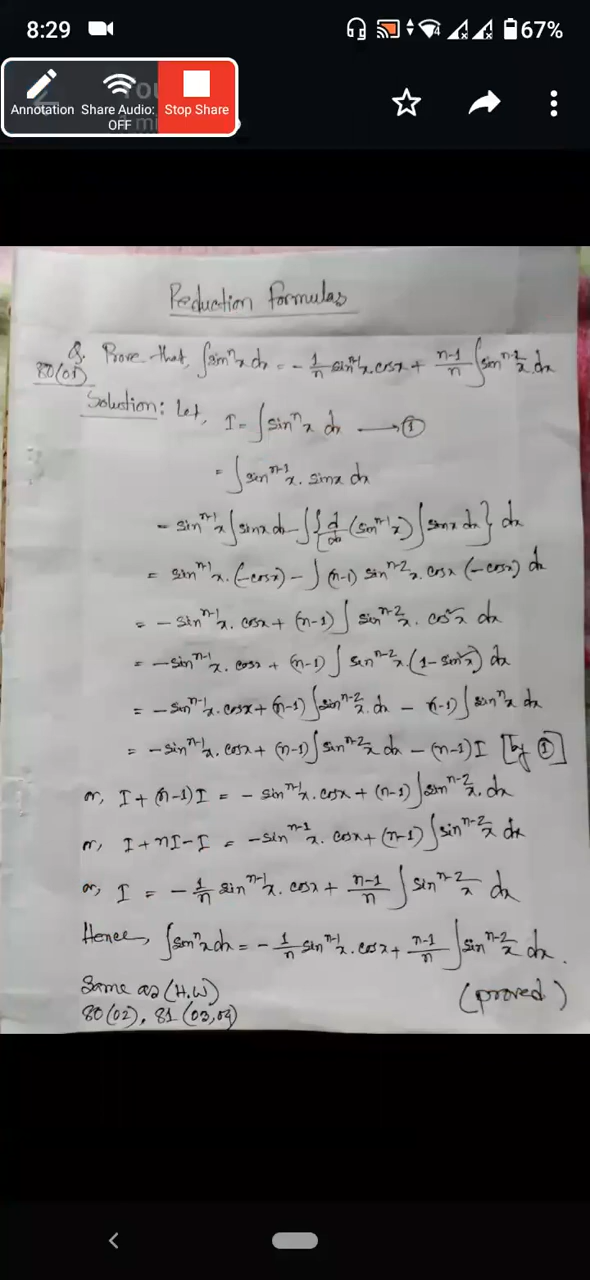 8:29 67%
Annotation Share Audio: OFF Stop Share
Reduction Formulas
Q. Prove that, ∫sinⁿx dx = -1/n sinⁿ⁻¹x.cosx + n-1/n ∫sinⁿ⁻²x dx
80(01)
Solution: Let, I = ∫sinⁿx dx ⟶ ①
= ∫sinⁿ⁻¹x. sinx dx
= sinⁿ⁻¹x ∫sinx dx - ∫{d/dx (sinⁿ⁻¹x) ∫sinx dx} dx
= sinⁿ⁻¹x.(-cosx) - ∫(n-1) sinⁿ⁻²x. cosx (-cosx) dx
= -sinⁿ⁻¹x. cosx + (n-1)∫ sinⁿ⁻²x. cos²x dx
= -sinⁿ⁻¹x. cosx + (n-1)∫ sinⁿ⁻²x.(1-sin²x) dx
= -sinⁿ⁻¹x. cosx + (n-1)∫sinⁿ⁻²x. dx - (n-1)∫sinⁿx dx
= -sinⁿ⁻¹x. cosx + (n-1)∫sinⁿ⁻²x dx - (n-1)I [by ①]
or, I + (n-1)I = - sinⁿ⁻¹x. cosx + (n-1)∫sinⁿ⁻²x. dx
or, I + nI - I = -sinⁿ⁻¹x. cosx + (n-1)∫sinⁿ⁻²x dx
or, I = -1/n sinⁿ⁻¹x. cosx + n-1/n ∫sinⁿ⁻²x dx
Hence, ∫sinⁿx dx = -1/n sinⁿ⁻¹x. cosx + n-1/n ∫sinⁿ⁻²x dx.
Same as (H.W) (proved)
80(02), 81(03,04)